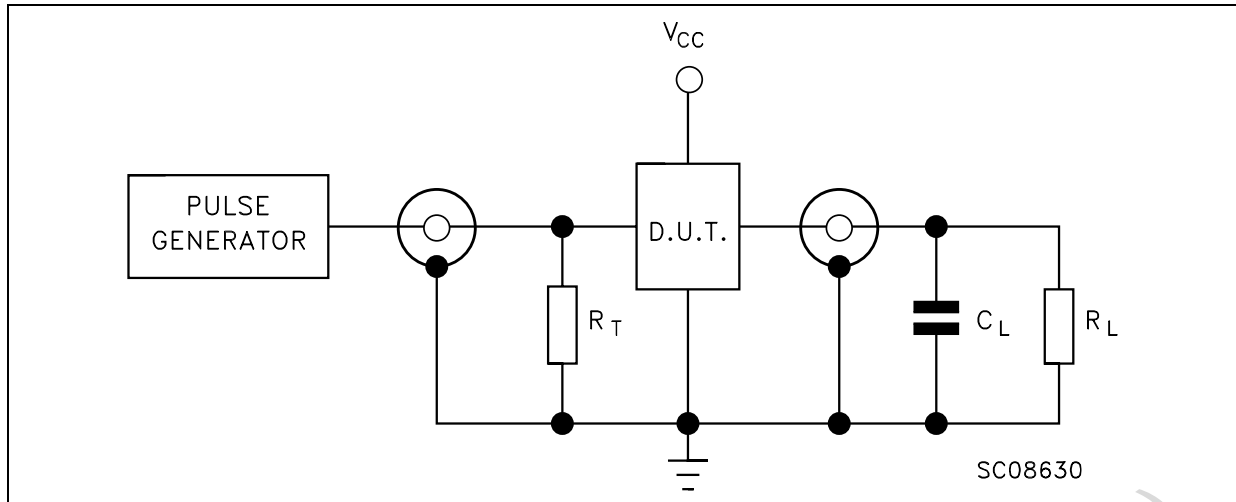 VCC
PULSE
GENERATOR
D.U.T.
RT
CL
RL
SC08630